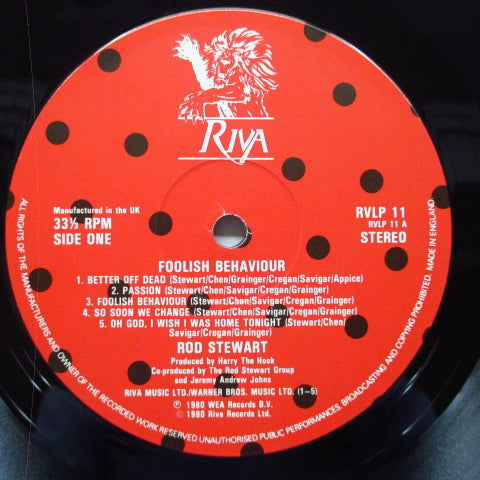 RIVA
Manufactured in the UK
33⅓ RPM
SIDE ONE
RVLP 11
RVLP 11 A
STEREO
FOOLISH BEHAVIOUR
1. BETTER OFF DEAD (Stewart/Chen/Grainger/Cregan/Savigar/Appice)
2. PASSION (Stewart/Chen/Savigar/Cregan/Grainger)
3. FOOLISH BEHAVIOUR (Stewart/Chen/Savigar/Cregan/Grainger)
4. SO SOON WE CHANGE (Stewart/Chen/Savigar/Cregan/Grainger)
5. OH GOD, I WISH I WAS HOME TONIGHT (Stewart/Chen/
Savigar/Cregan/Grainger)
ROD STEWART
Produced by Harry The Hook
Co-produced by The Rod Stewart Group
and Jeremy Andrew Johns
RIVA MUSIC LTD./WARNER BROS. MUSIC LTD. (1-5)
℗ 1980 WEA Records B.V.
© 1980 Riva Records Ltd.
ALL RIGHTS OF THE MANUFACTURERS AND OWNER OF THE RECORDED WORK RESERVED UNAUTHORISED PUBLIC PERFORMANCES, BROADCASTING AND COPYING PROHIBITED. MADE IN ENGLAND